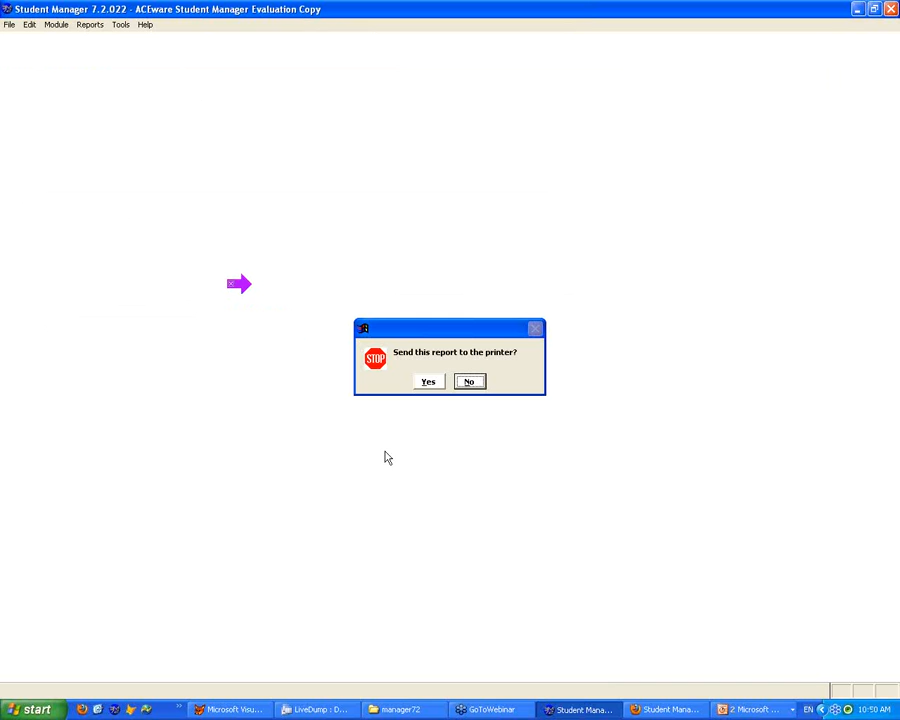 Student Manager 7.2.022 - ACEware Student Manager Evaluation Copy
File Edit Module Reports Tools Help
STOP
Send this report to the printer?
Yes No
start Microsoft Visu... LiveDump : D... manager72 GoToWebinar Student Mana... Student Mana... 2 Microsoft ... EN 10:50 AM